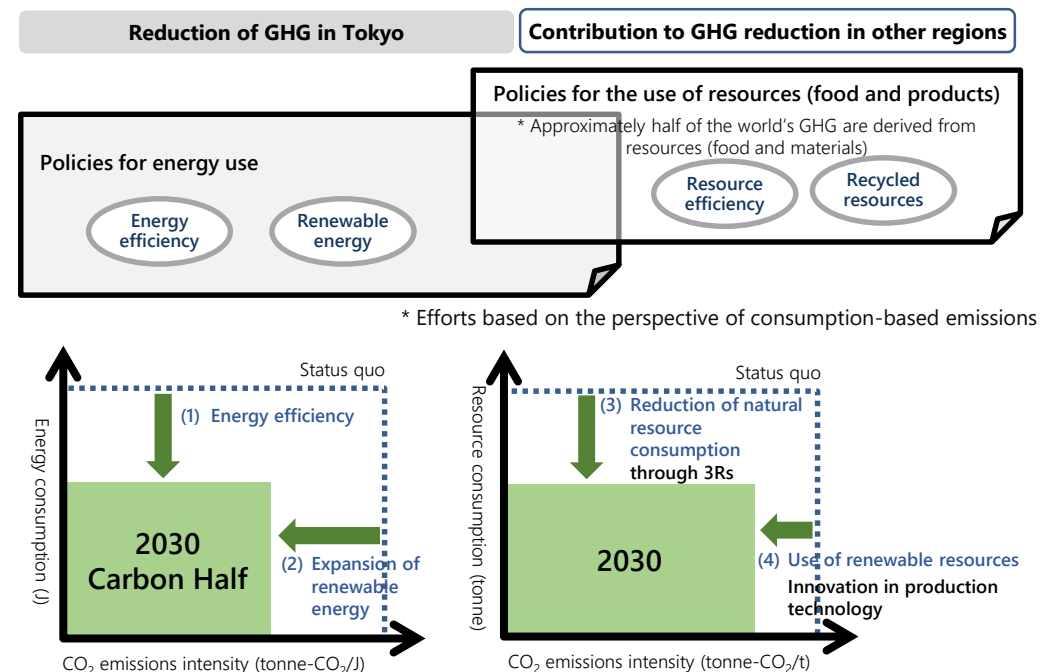 Reduction of GHG in Tokyo
Contribution to GHG reduction in other regions
Policies for the use of resources (food and products)
* Approximately half of the world's GHG are derived from
resources (food and materials)
Policies for energy use
Energy
efficiency
Renewable
energy
Resource
efficiency
Recycled
resources
* Efforts based on the perspective of consumption-based emissions
Energy consumption (J)
Status quo
(1) Energy efficiency
2030
Carbon Half
(2) Expansion of
renewable
energy
CO₂ emissions intensity (tonne-CO₂/J)
Resource consumption (tonne)
Status quo
(3) Reduction of natural
resource
consumption
through 3Rs
2030
(4) Use of renewable resources
Innovation in production
technology
CO₂ emissions intensity (tonne-CO₂/t)